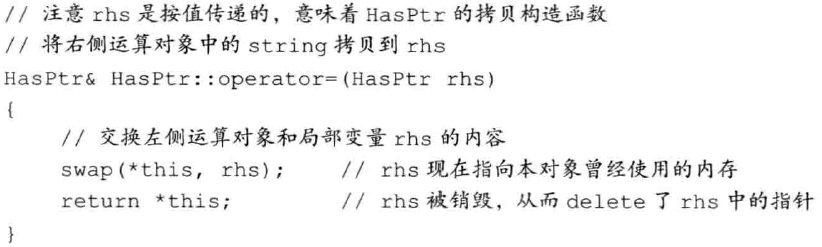 // 注意 rhs 是按值传递的，意味着 HasPtr 的拷贝构造函数
// 将右侧运算对象中的 string 拷贝到 rhs
HasPtr& HasPtr::operator=(HasPtr rhs)
{
    // 交换左侧运算对象和局部变量 rhs 的内容
    swap(*this, rhs);    // rhs 现在指向本对象曾经使用的内存
    return *this;        // rhs 被销毁，从而 delete 了 rhs 中的指针
}